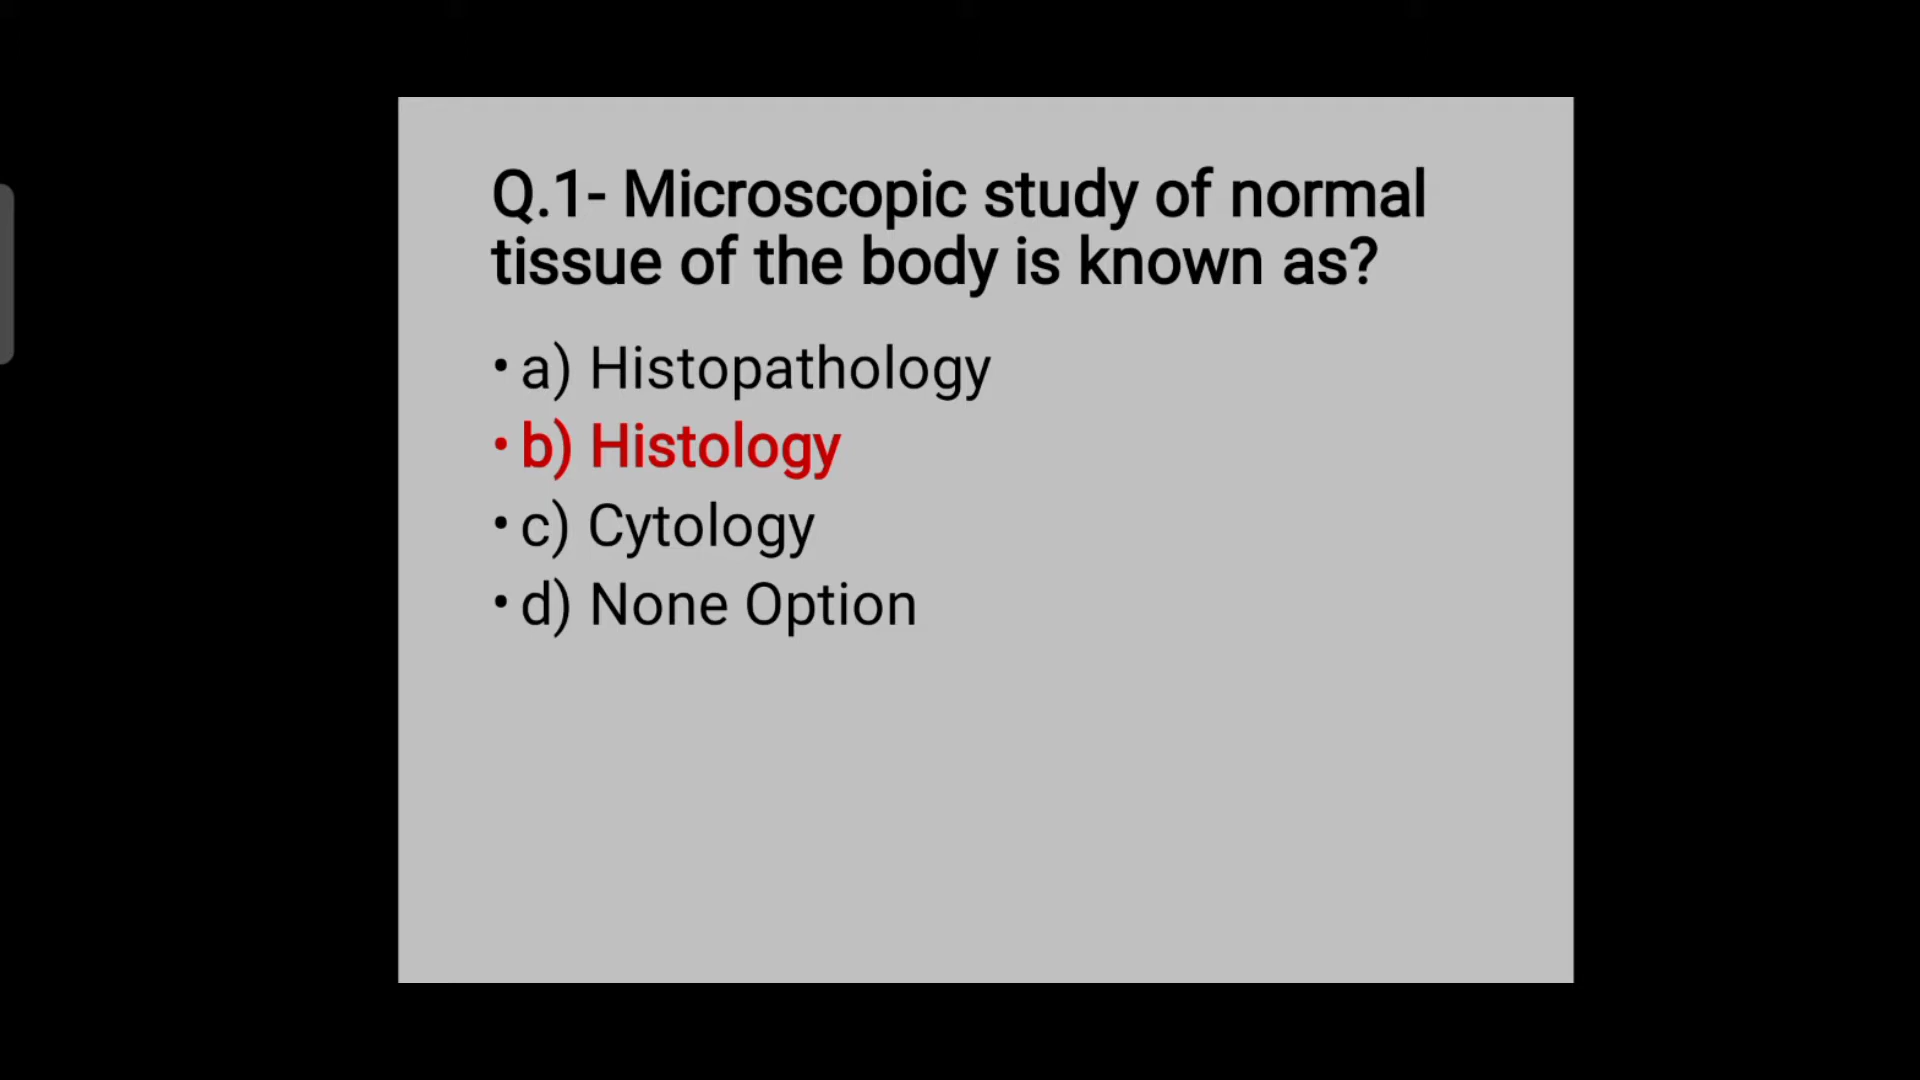 Q.1- Microscopic study of normal
tissue of the body is known as?
• a) Histopathology
• b) Histology
• c) Cytology
• d) None Option